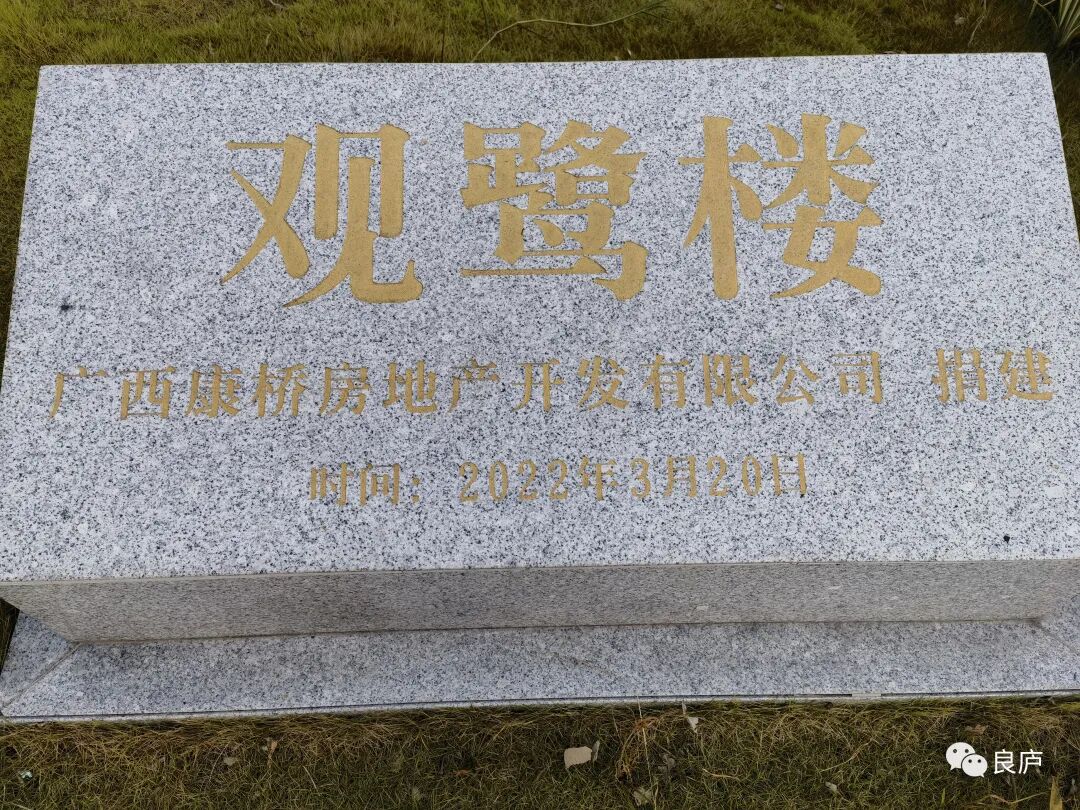 观鹭楼
广西康桥房地产开发有限公司 捐建
时间：2022年3月20日
良庐